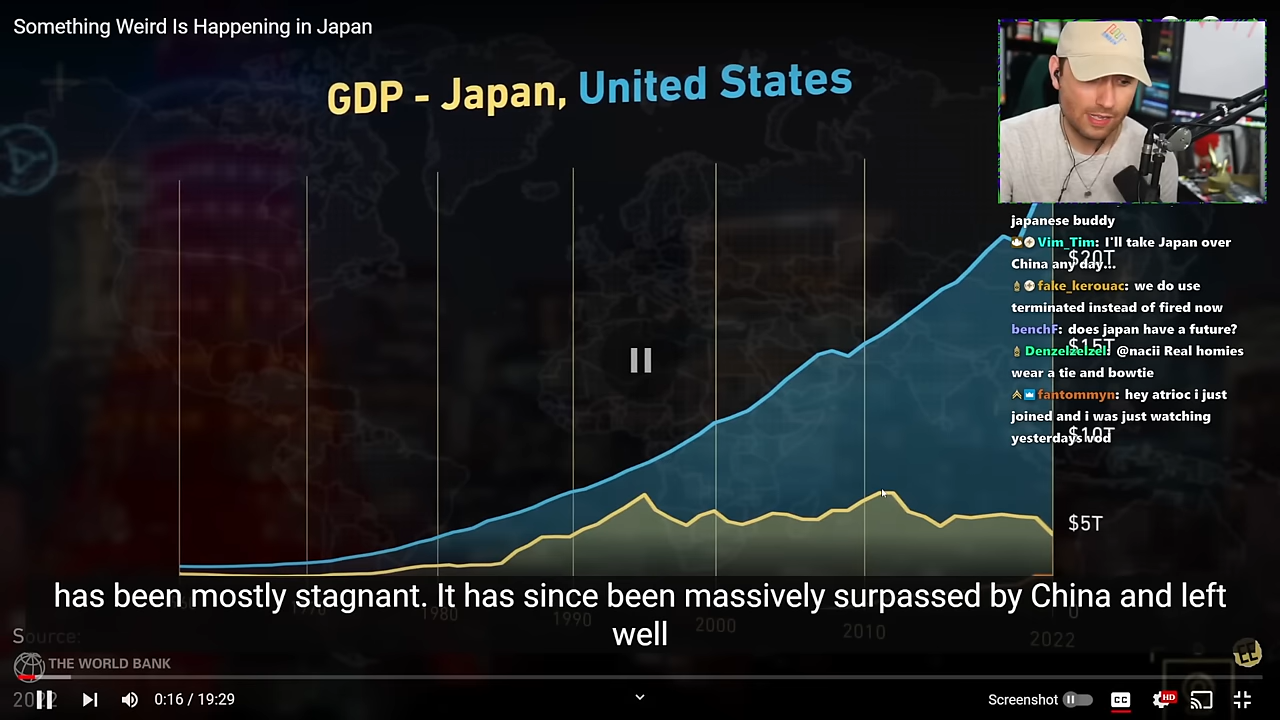 Something Weird Is Happening in Japan
GDP - Japan, United States
japanese buddy
Vim_Tim: I'll take Japan over
China any day...
$20T
fake_kerouac: we do use
terminated instead of fired now
benchF: does japan have a future?
$15T
Denzelzelzel: @nacii Real homies
wear a tie and bowtie
fantommyn: hey atrioc i just
joined and i was just watching
yesterdays vod
$10T
$5T
0
has been mostly stagnant. It has since been massively surpassed by China and left
well
1980
1990
2000
2010
2022
Source:
THE WORLD BANK
0:16 / 19:29
Screenshot
CC
HD